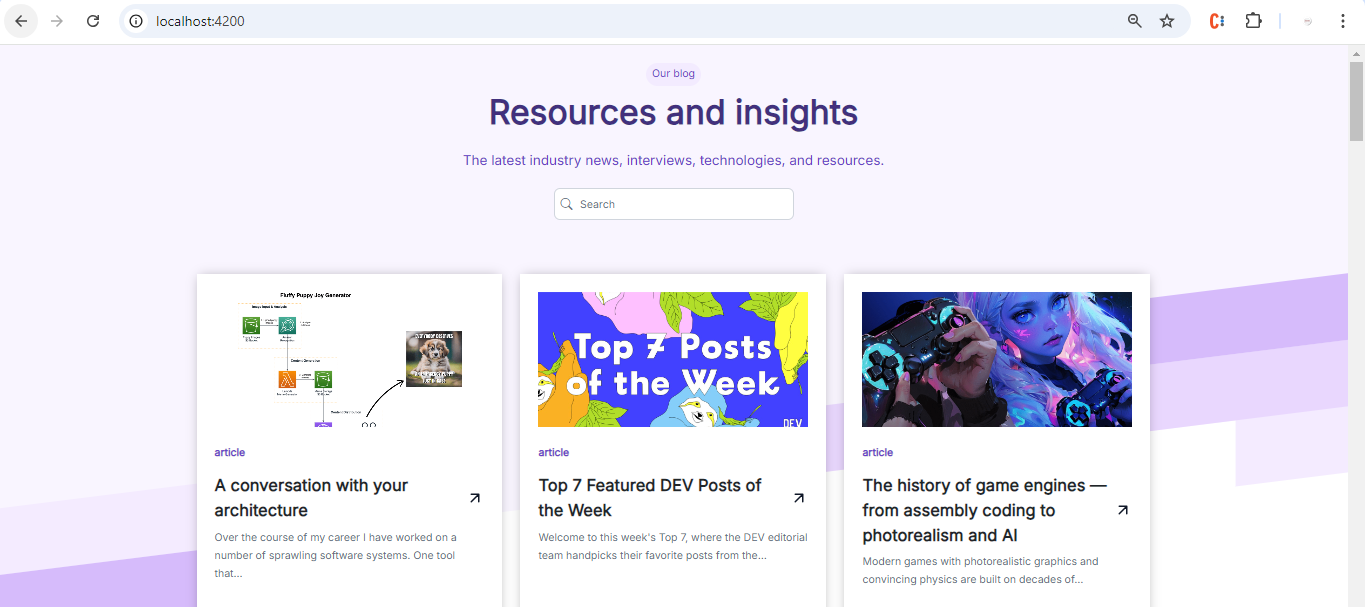 localhost:4200
Our blog
Resources and insights
The latest industry news, interviews, technologies, and resources.
Search
Fluffy Puppy Joy Generator
Top 7 Posts
of the Week
DEV
article
A conversation with your
architecture
Over the course of my career I have worked on a
number of sprawling software systems. One tool
that...
article
Top 7 Featured DEV Posts of
the Week
Welcome to this week's Top 7, where the DEV editorial
team handpicks their favorite posts from the...
article
The history of game engines —
from assembly coding to
photorealism and AI
Modern games with photorealistic graphics and
convincing physics are built on decades of...